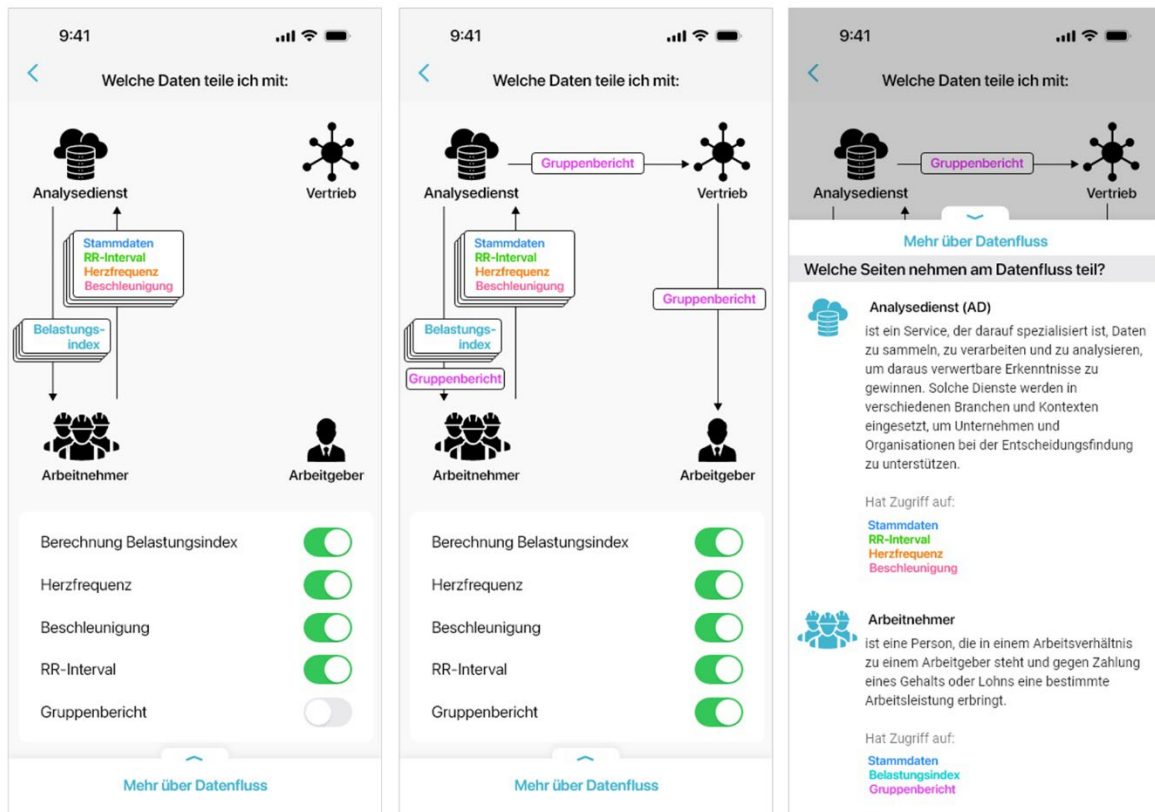 9:41
Welche Daten teile ich mit:
Analysedienst
Vertrieb
Stammdaten
RR-Interval
Herzfrequenz
Beschleunigung
Belastungs-
index
Arbeitnehmer
Arbeitgeber
Berechnung Belastungsindex
Herzfrequenz
Beschleunigung
RR-Interval
Gruppenbericht
Mehr über Datenfluss
9:41
Welche Daten teile ich mit:
Gruppenbericht
Analysedienst
Vertrieb
Stammdaten
RR-Interval
Herzfrequenz
Beschleunigung
Gruppenbericht
Belastungs-
index
Gruppenbericht
Arbeitnehmer
Arbeitgeber
Berechnung Belastungsindex
Herzfrequenz
Beschleunigung
RR-Interval
Gruppenbericht
Mehr über Datenfluss
9:41
Welche Daten teile ich mit:
Gruppenbericht
Analysedienst
Vertrieb
Mehr über Datenfluss
Welche Seiten nehmen am Datenfluss teil?
Analysedienst (AD)
ist ein Service, der darauf spezialisiert ist, Daten
zu sammeln, zu verarbeiten und zu analysieren,
um daraus verwertbare Erkenntnisse zu
gewinnen. Solche Dienste werden in
verschiedenen Branchen und Kontexten
eingesetzt, um Unternehmen und
Organisationen bei der Entscheidungsfindung
zu unterstützen.
Hat Zugriff auf:
Stammdaten
RR-Interval
Herzfrequenz
Beschleunigung
Arbeitnehmer
ist eine Person, die in einem Arbeitsverhältnis
zu einem Arbeitgeber steht und gegen Zahlung
eines Gehalts oder Lohns eine bestimmte
Arbeitsleistung erbringt.
Hat Zugriff auf:
Stammdaten
Belastungsindex
Gruppenbericht